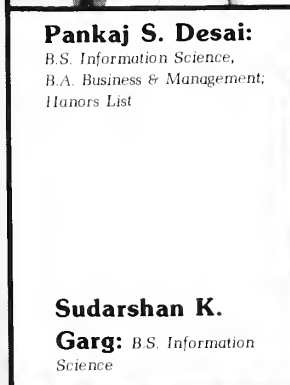 Pankaj S. Desai:
B.S. Information Science,
B.A. Business & Management;
Honors List
Sudarshan K.
Garg: B.S. Information
Science